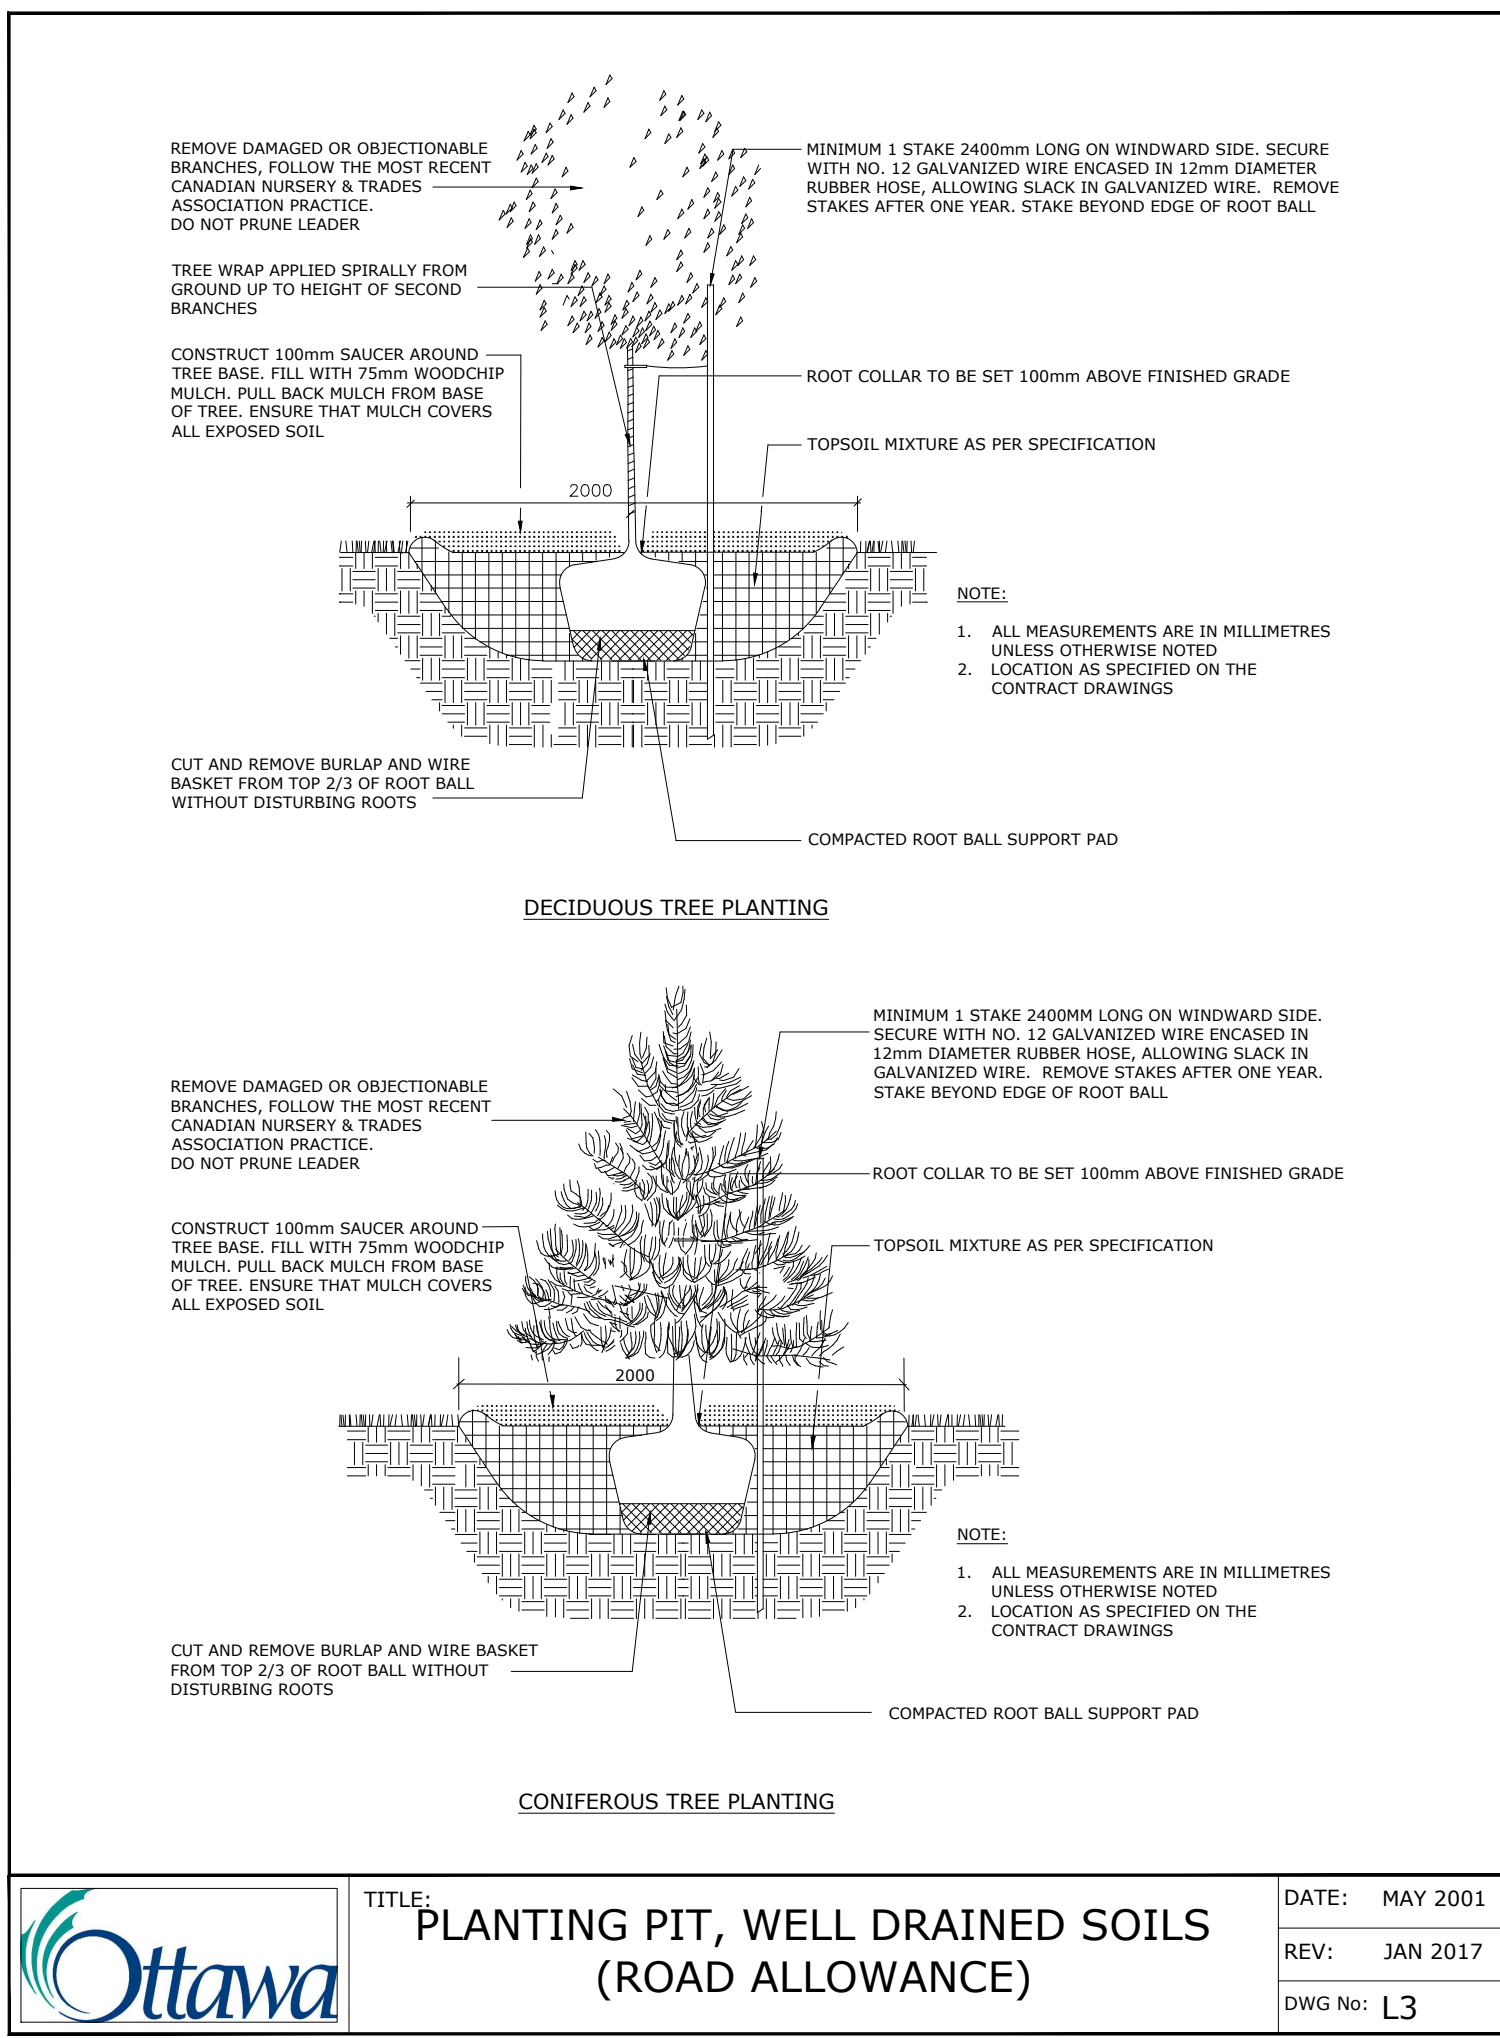 REMOVE DAMAGED OR OBJECTIONABLE
BRANCHES, FOLLOW THE MOST RECENT
CANADIAN NURSERY & TRADES
ASSOCIATION PRACTICE.
DO NOT PRUNE LEADER
TREE WRAP APPLIED SPIRALLY FROM
GROUND UP TO HEIGHT OF SECOND
BRANCHES
CONSTRUCT 100mm SAUCER AROUND
TREE BASE. FILL WITH 75mm WOODCHIP
MULCH. PULL BACK MULCH FROM BASE
OF TREE. ENSURE THAT MULCH COVERS
ALL EXPOSED SOIL
MINIMUM 1 STAKE 2400mm LONG ON WINDWARD SIDE. SECURE
WITH NO. 12 GALVANIZED WIRE ENCASED IN 12mm DIAMETER
RUBBER HOSE, ALLOWING SLACK IN GALVANIZED WIRE. REMOVE
STAKES AFTER ONE YEAR. STAKE BEYOND EDGE OF ROOT BALL
ROOT COLLAR TO BE SET 100mm ABOVE FINISHED GRADE
TOPSOIL MIXTURE AS PER SPECIFICATION
2000
NOTE:
1. ALL MEASUREMENTS ARE IN MILLIMETRES
UNLESS OTHERWISE NOTED
2. LOCATION AS SPECIFIED ON THE
CONTRACT DRAWINGS
CUT AND REMOVE BURLAP AND WIRE
BASKET FROM TOP 2/3 OF ROOT BALL
WITHOUT DISTURBING ROOTS
COMPACTED ROOT BALL SUPPORT PAD
DECIDUOUS TREE PLANTING
MINIMUM 1 STAKE 2400MM LONG ON WINDWARD SIDE.
SECURE WITH NO. 12 GALVANIZED WIRE ENCASED IN
12mm DIAMETER RUBBER HOSE, ALLOWING SLACK IN
GALVANIZED WIRE. REMOVE STAKES AFTER ONE YEAR.
STAKE BEYOND EDGE OF ROOT BALL
REMOVE DAMAGED OR OBJECTIONABLE
BRANCHES, FOLLOW THE MOST RECENT
CANADIAN NURSERY & TRADES
ASSOCIATION PRACTICE.
DO NOT PRUNE LEADER
ROOT COLLAR TO BE SET 100mm ABOVE FINISHED GRADE
CONSTRUCT 100mm SAUCER AROUND
TREE BASE. FILL WITH 75mm WOODCHIP
MULCH. PULL BACK MULCH FROM BASE
OF TREE. ENSURE THAT MULCH COVERS
ALL EXPOSED SOIL
TOPSOIL MIXTURE AS PER SPECIFICATION
2000
NOTE:
1. ALL MEASUREMENTS ARE IN MILLIMETRES
UNLESS OTHERWISE NOTED
2. LOCATION AS SPECIFIED ON THE
CONTRACT DRAWINGS
CUT AND REMOVE BURLAP AND WIRE BASKET
FROM TOP 2/3 OF ROOT BALL WITHOUT
DISTURBING ROOTS
COMPACTED ROOT BALL SUPPORT PAD
CONIFEROUS TREE PLANTING
Ottawa
TITLE:
PLANTING PIT, WELL DRAINED SOILS
(ROAD ALLOWANCE)
DATE: MAY 2001
REV: JAN 2017
DWG No: L3